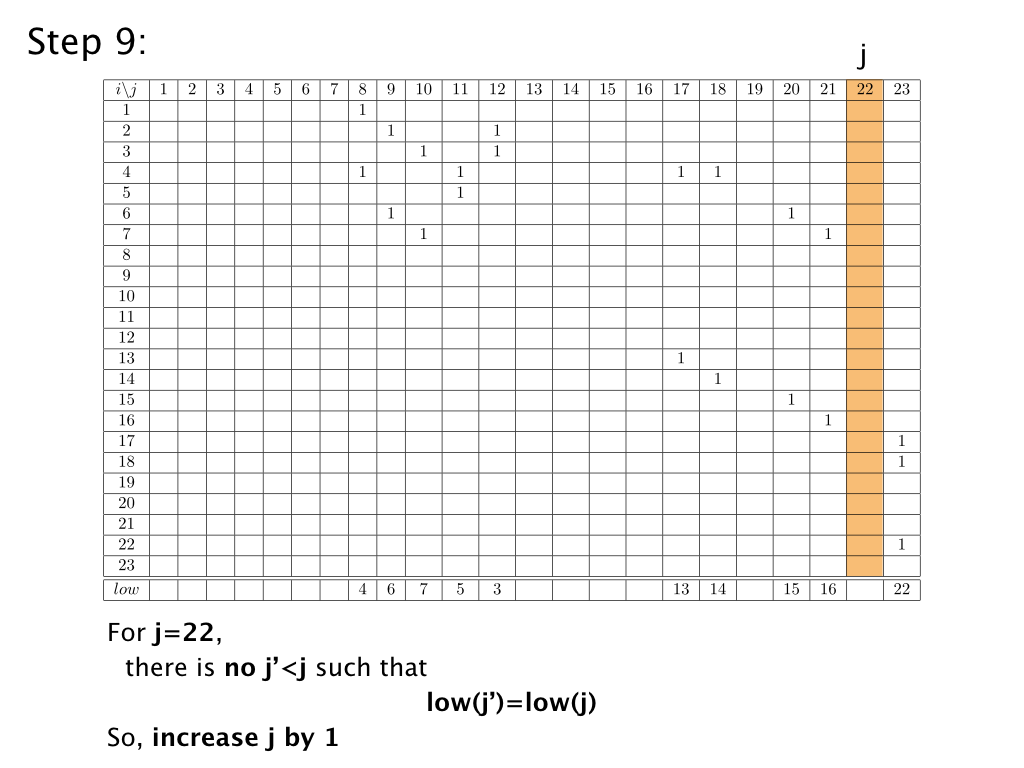 Step 9:
j
i\j 1 2 3 4 5 6 7 8 9 10 11 12 13 14 15 16 17 18 19 20 21 22 23
1 1
2 1 1
3 1 1
4 1 1 1 1
5 1
6 1 1
7 1 1
8
9
10
11
12
13 1
14 1
15 1
16 1
17 1
18 1
19
20
21
22 1
23
low 4 6 7 5 3 13 14 15 16 22
For j=22,
there is no j’<j such that
low(j’)=low(j)
So, increase j by 1